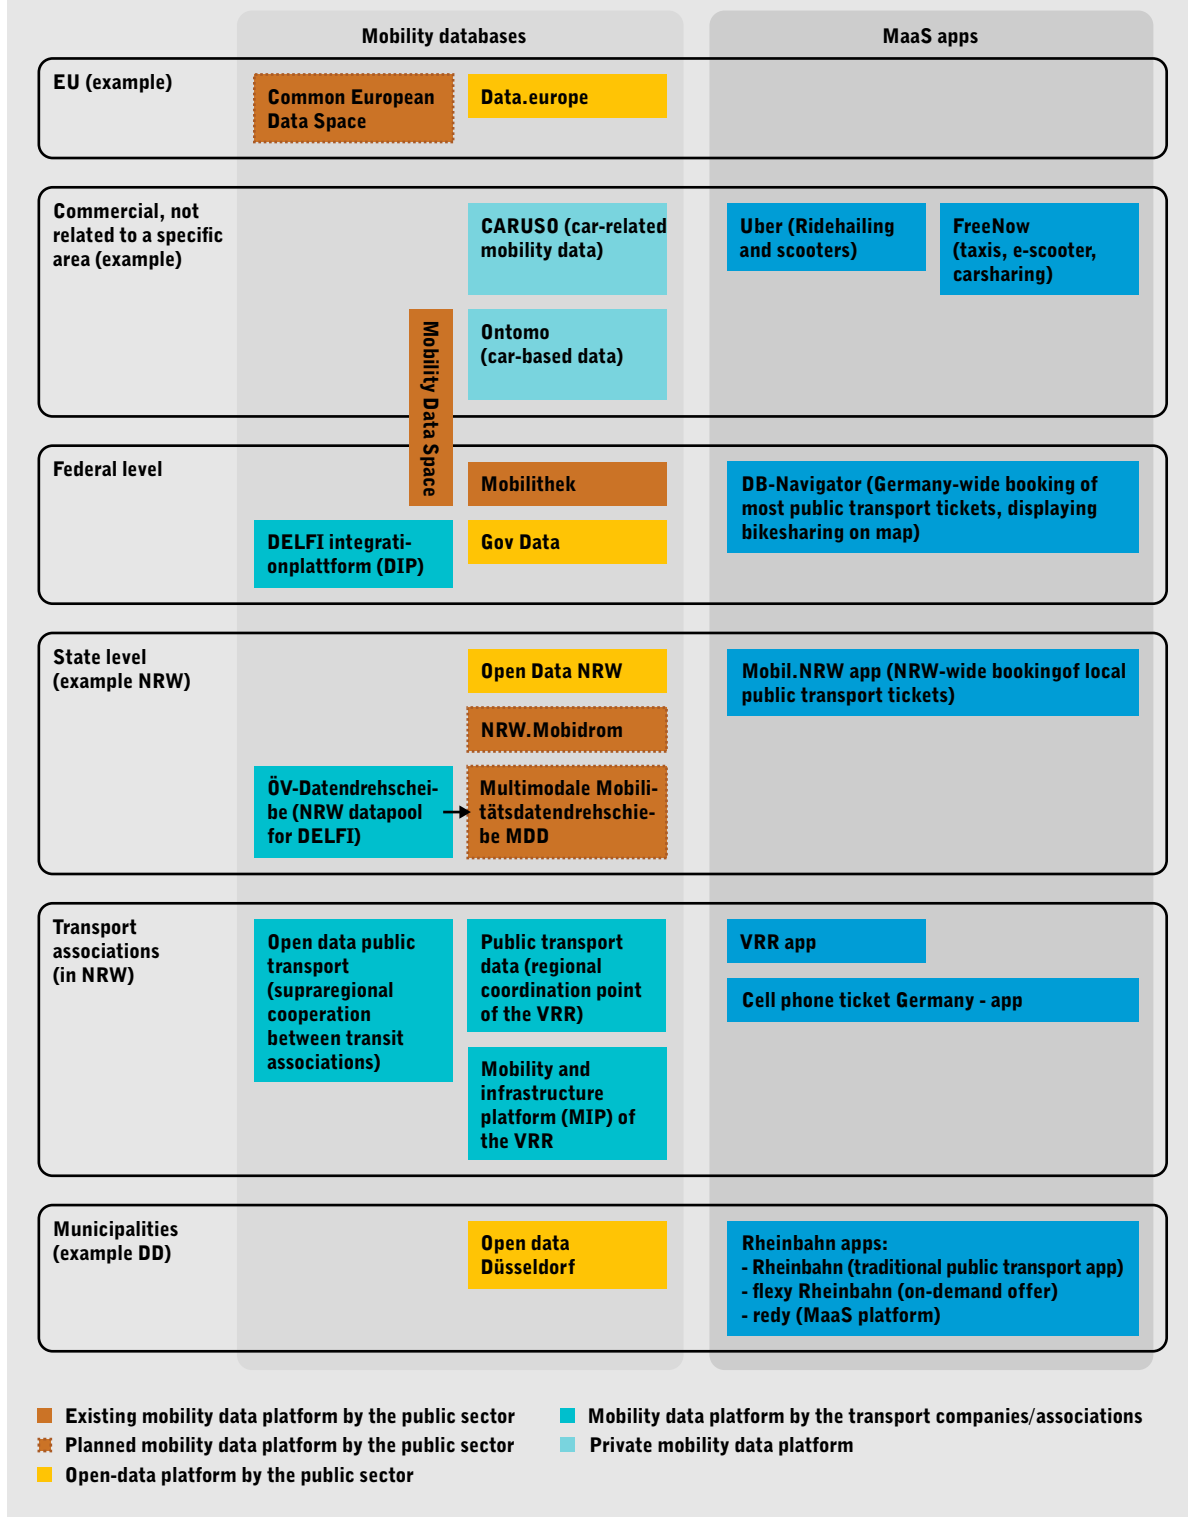 Mobility databases
MaaS apps
EU (example)
Common European
Data Space
Data.europe
Commercial, not
related to a specific
area (example)
CARUSO (car-related
mobility data)
Uber (Ridehailing
and scooters)
FreeNow
(taxis, e-scooter,
carsharing)
Ontomo
(car-based data)
Mobility Data Space
Federal level
Mobilithek
DB-Navigator (Germany-wide booking of
most public transport tickets, displaying
bikesharing on map)
DELFI integrati-
onplattform (DIP)
Gov Data
State level
(example NRW)
Open Data NRW
Mobil.NRW app (NRW-wide bookingof local
public transport tickets)
NRW.Mobidrom
ÖV-Datendrehschei-
be (NRW datapool
for DELFI)
Multimodale Mobili-
tätsdatendrehschie-
be MDD
Transport
associations
(in NRW)
Open data public
transport
(supraregional
cooperation
between transit
associations)
Public transport
data (regional
coordination point
of the VRR)
Mobility and
infrastructure
platform (MIP) of
the VRR
VRR app
Cell phone ticket Germany - app
Municipalities
(example DD)
Open data
Düsseldorf
Rheinbahn apps:
- Rheinbahn (traditional public transport app)
- flexy Rheinbahn (on-demand offer)
- redy (MaaS platform)
Existing mobility data platform by the public sector
Planned mobility data platform by the public sector
Open-data platform by the public sector
Mobility data platform by the transport companies/associations
Private mobility data platform